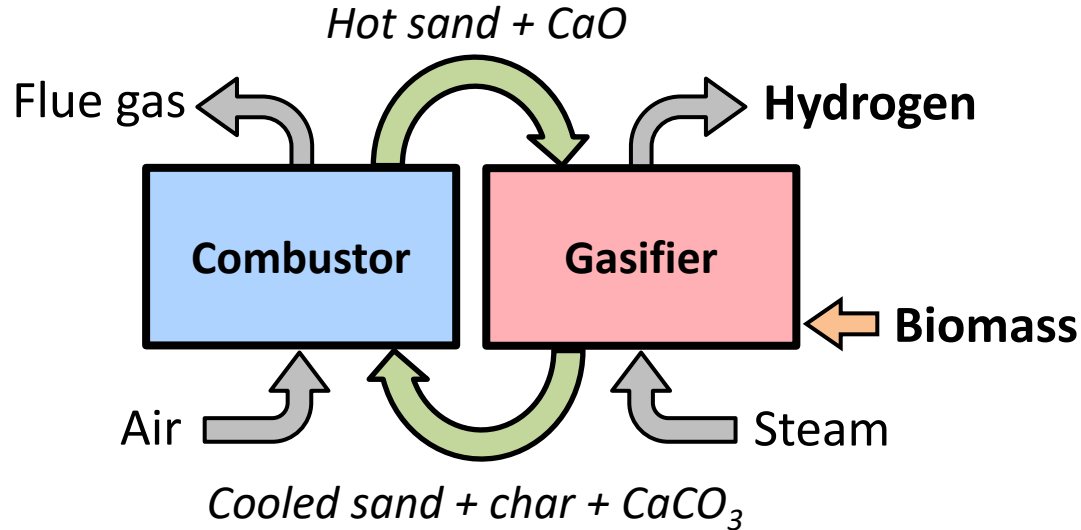 Hot sand + CaO
Flue gas
Hydrogen
Combustor
Gasifier
Biomass
Air
Steam
Cooled sand + char + CaCO₃